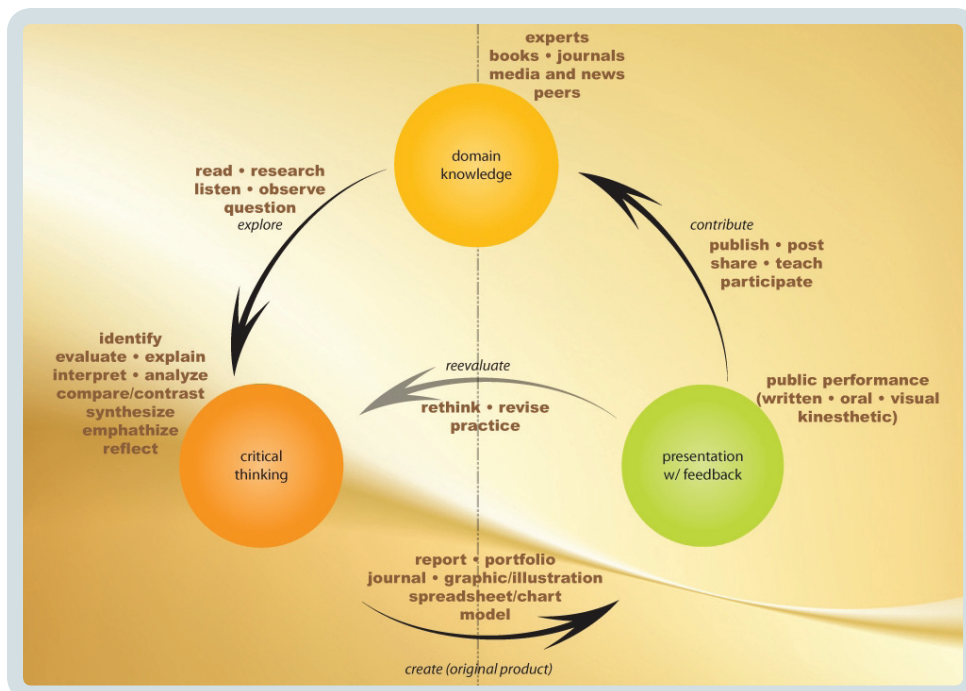 experts
books • journals
media and news
peers
domain
knowledge
read • research
listen • observe
question
explore
contribute
publish • post
share • teach
participate
identify
evaluate • explain
interpret • analyze
compare/contrast
synthesize
emphathize
reflect
critical
thinking
reevaluate
rethink • revise
practice
public performance
(written • oral • visual
kinesthetic)
presentation
w/ feedback
report • portfolio
journal • graphic/illustration
spreadsheet/chart
model
create (original product)